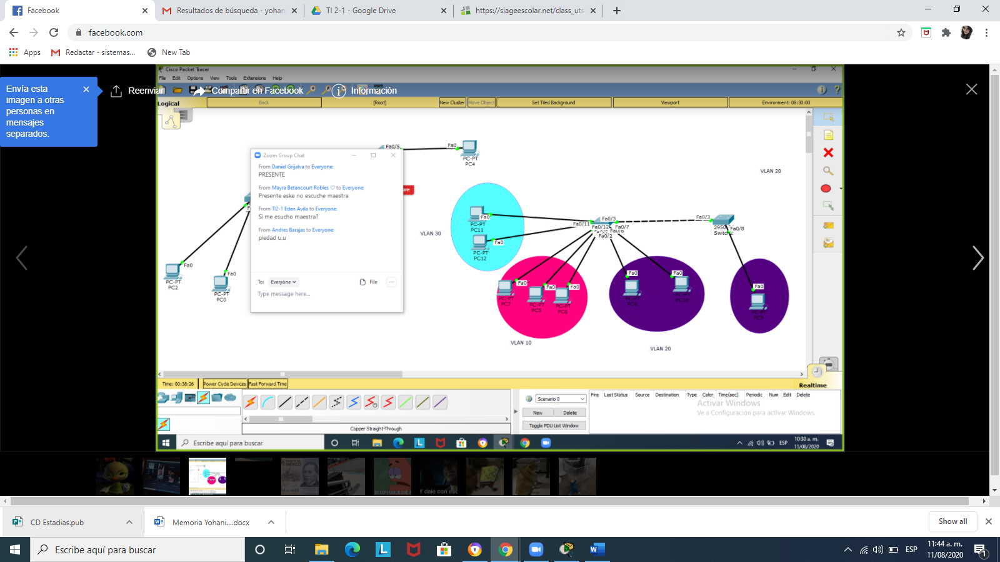 Facebook
Resultados de búsqueda - yohan
TI 2-1 - Google Drive
https://siageescolar.net/class_uts
facebook.com
Apps
Redactar - sistemas...
New Tab
Envía esta
imagen a otras
personas en
mensajes
separados.
Reenviar
Compartir en Facebook
Información
Cisco Packet Tracer
File Edit Options View Tools Extensions Help
Logical
Back
[Root]
New Cluster
Move Object
Set Tiled Background
Viewport
Environment: 08:30:00
Fa0/5
Fa0
PC-PT
PC4
VLAN 20
Zoom Group Chat
From Daniel Grijalva to Everyone:
PRESENTE
From Mayra Betancourt Robles ♡ to Everyone:
Presente eske no escuche maestra
From TI2-1 Eden Avila to Everyone:
Si me esucho maestra?
From Andres Barajas to Everyone:
piedad u.u
To: Everyone
File
Type message here...
Fa0
PC-PT
PC2
Fa0
PC-PT
PC0
VLAN 30
Fa0
PC-PT
PC11
Fa0
PC-PT
PC12
Fa0/11
Fa0/3
Fa0/12
Fa0/7
Fa0/6
Fa0/2
Fa0/3
Fa0/8
Fa0
PC-PT
PC7
Fa0
PC-PT
PC5
Fa0
PC-PT
PC6
VLAN 10
Fa0
PC-PT
Fa0
PC-PT
PC10
VLAN 20
Fa0
PC-PT
Time: 00:38:26
Power Cycle Devices
Fast Forward Time
Realtime
Scenario 0
New
Delete
Toggle PDU List Window
Fire Last Status Source Destination Type Color Time(sec) Periodic Num Edit Delete
Activar Windows
Ve a Configuración para activar Windows.
Copper Straight-Through
Escribe aquí para buscar
ESP
10:30 a. m.
11/08/2020
CD Estadias.pub
Memoria Yohani....docx
Show all
Escribe aquí para buscar
ESP
11:44 a. m.
11/08/2020
1